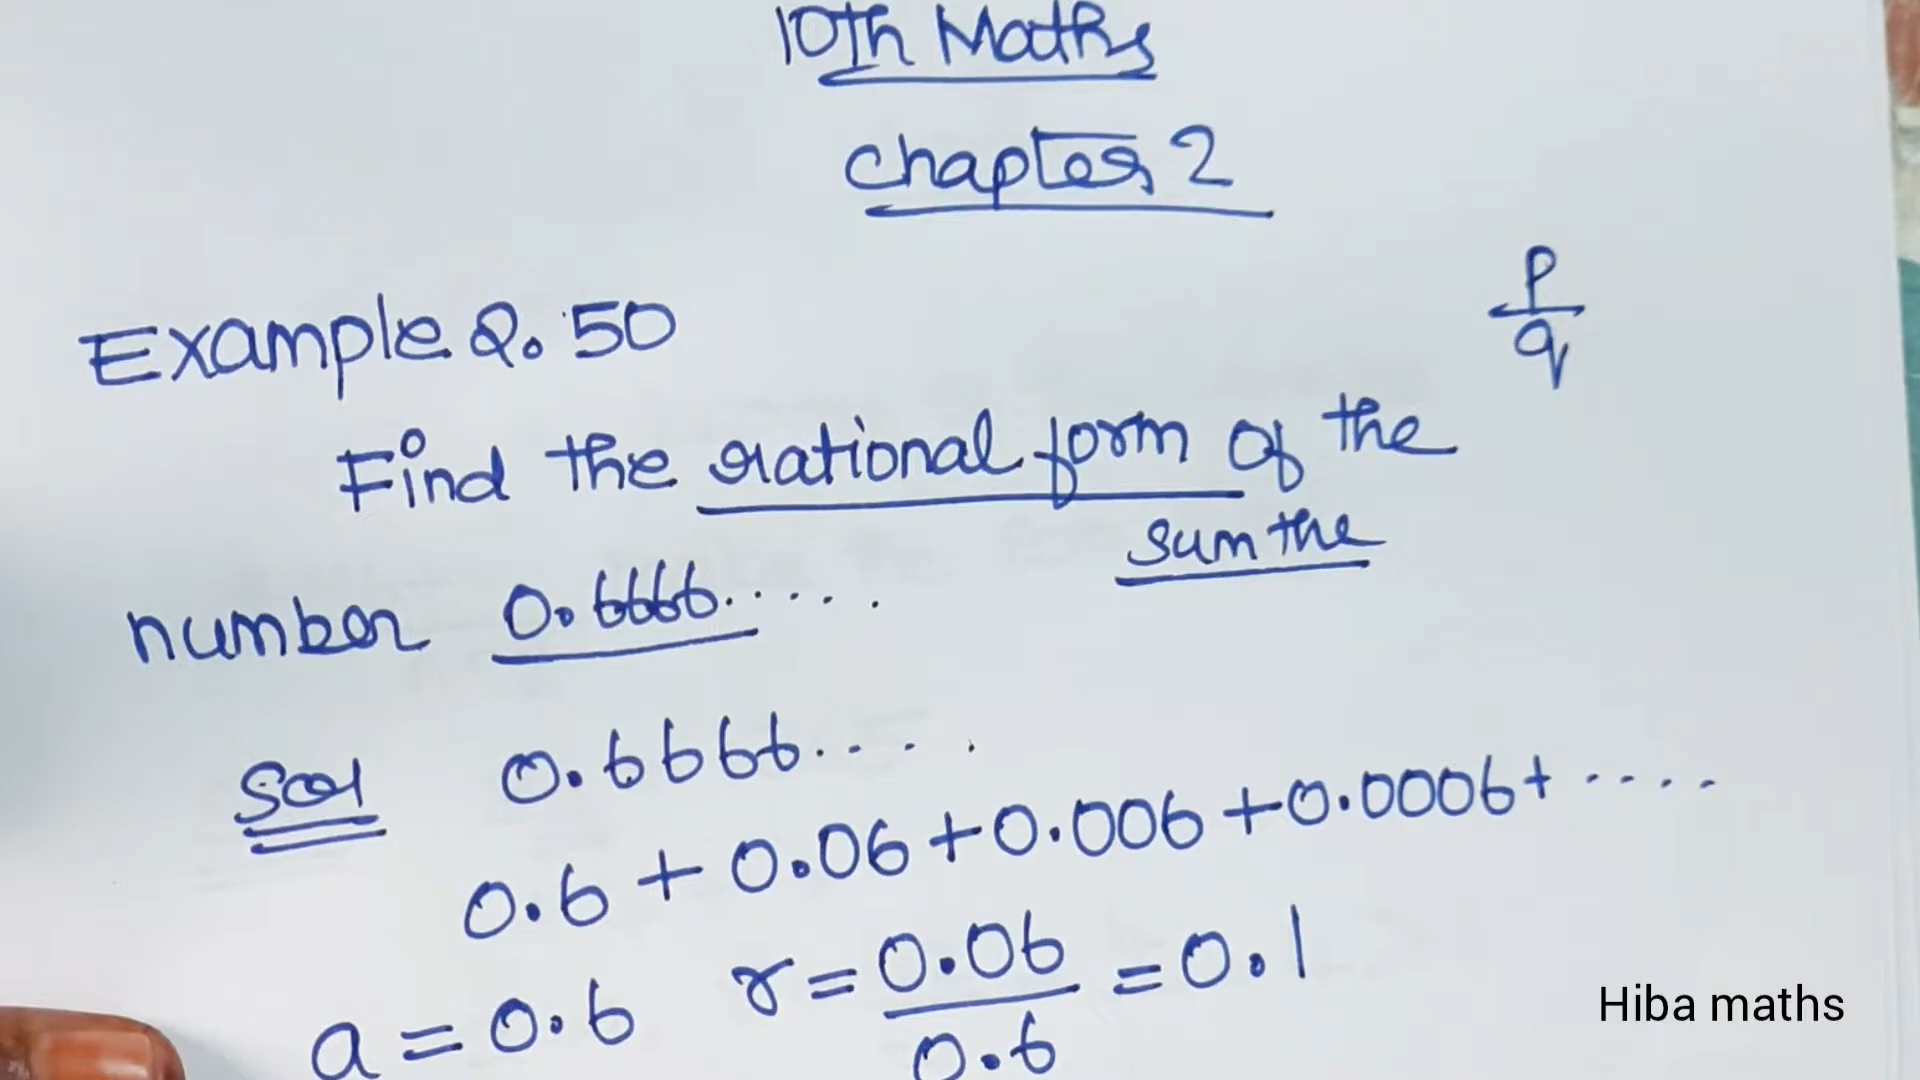 10th Maths
Chapter 2
Example 2.50
p/q
Find the rational form of the
sum the
number 0.6666.....
Sol 0.6666....
0.6 + 0.06 + 0.006 + 0.0006 + ....
a = 0.6 r = 0.06/0.6 = 0.1
Hiba maths